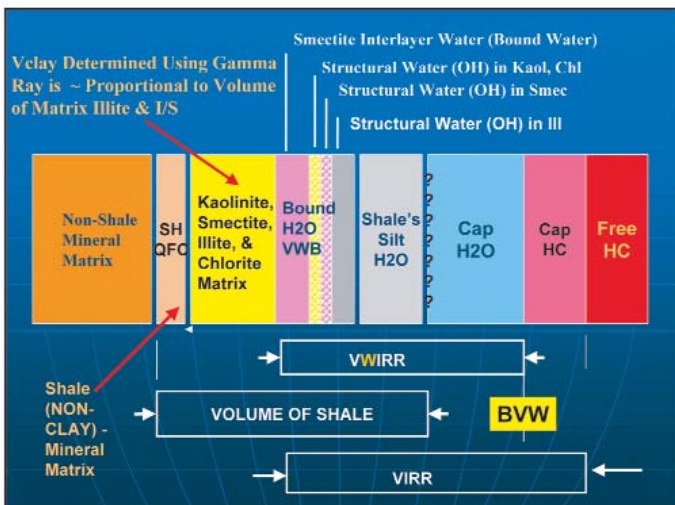 Smectite Interlayer Water (Bound Water)
Vclay Determined Using Gamma
Ray is ~ Proportional to Volume
of Matrix Illite & I/S
Structural Water (OH) in Kaol, Chl
Structural Water (OH) in Smec
Structural Water (OH) in Ill
Non-Shale
Mineral
Matrix
SH
QFC
Kaolinite,
Smectite,
Illite, &
Chlorite
Matrix
Bound
H2O
VWB
Shale's
Silt
H2O
?
?
?
?
?
?
?
?
Cap
H2O
Cap
HC
Free
HC
VWIRR
Shale
(NON-
CLAY) -
Mineral
Matrix
VOLUME OF SHALE
BVW
VIRR